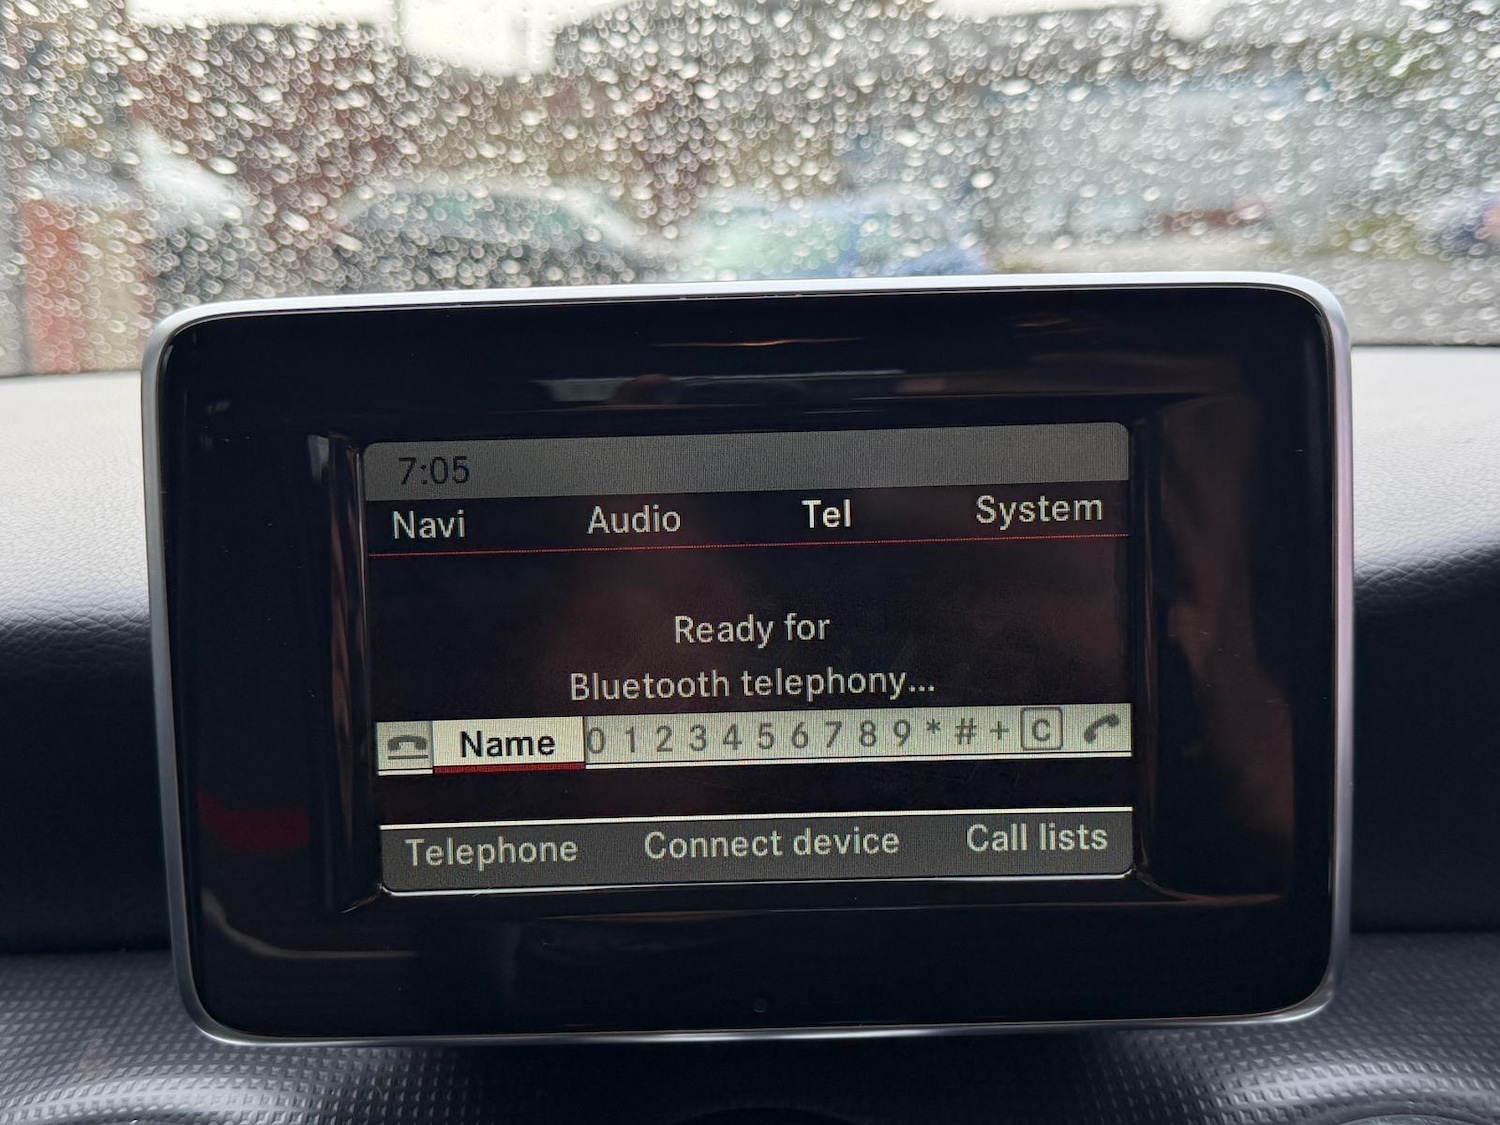 7:05
Navi Audio Tel System
Ready for
Bluetooth telephony...
Name 0 1 2 3 4 5 6 7 8 9 * # + C
Telephone Connect device Call lists